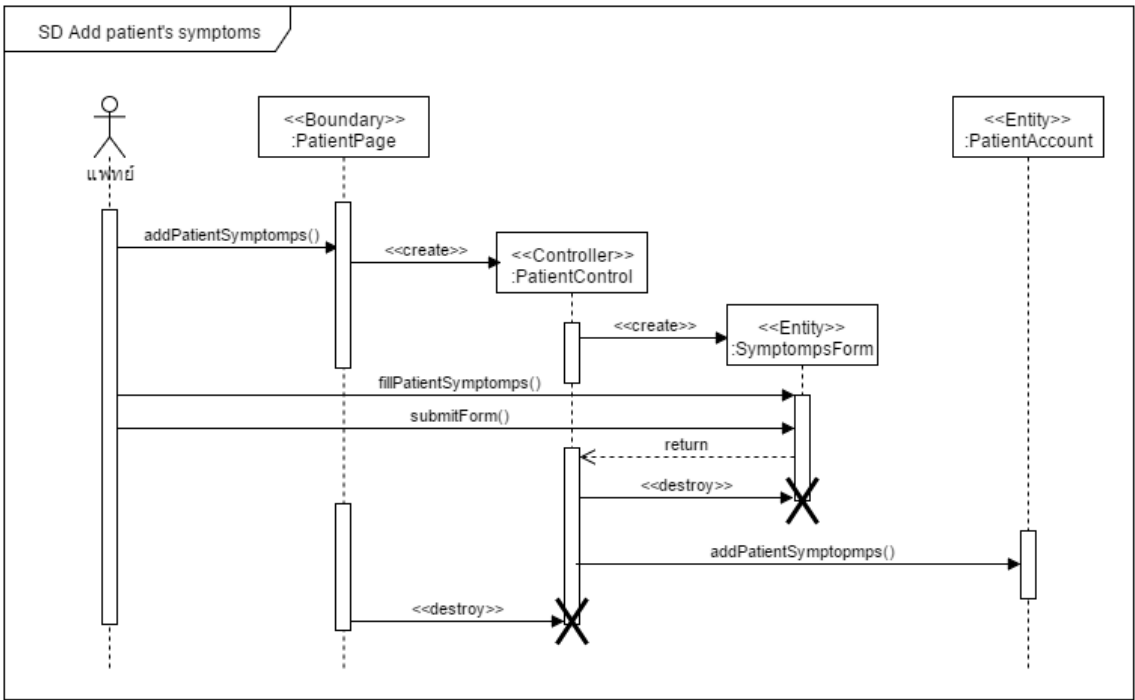 SD Add patient's symptoms
<<Boundary>>
:PatientPage
<<Entity>>
:PatientAccount
แพทย์
addPatientSymptomps()
<<create>>
<<Controller>>
:PatientControl
<<create>>
<<Entity>>
:SymptompsForm
fillPatientSymptomps()
submitForm()
return
<<destroy>>
addPatientSymptopmps()
<<destroy>>